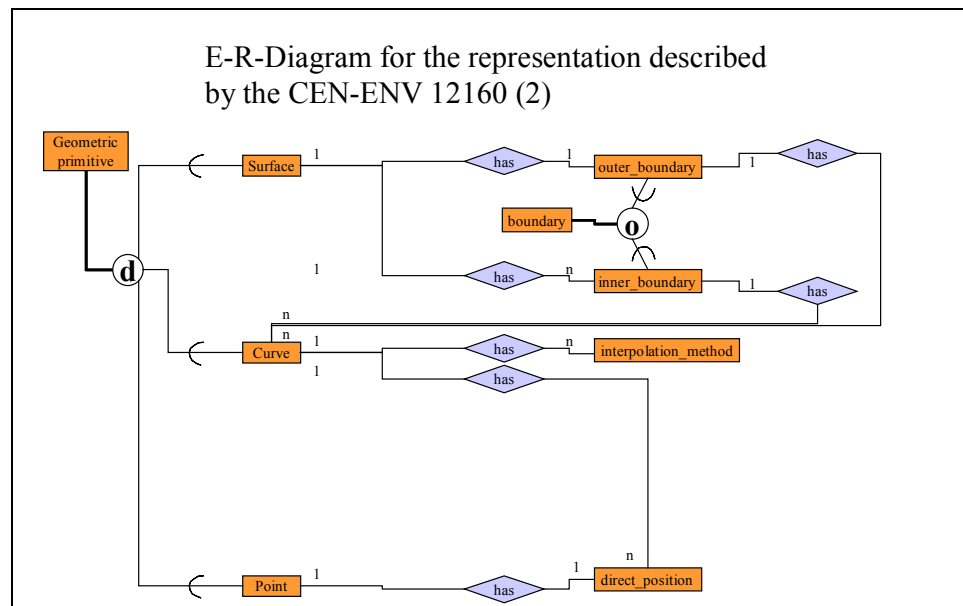 E-R-Diagram for the representation described
by the CEN-ENV 12160 (2)
Geometric
primitive
Surface
1
has
1
outer_boundary
1
has
boundary
o
d
1
has
n
inner_boundary
1
has
n
n
Curve
1
has
n
interpolation_method
1
has
n
Point
1
has
1
direct_position